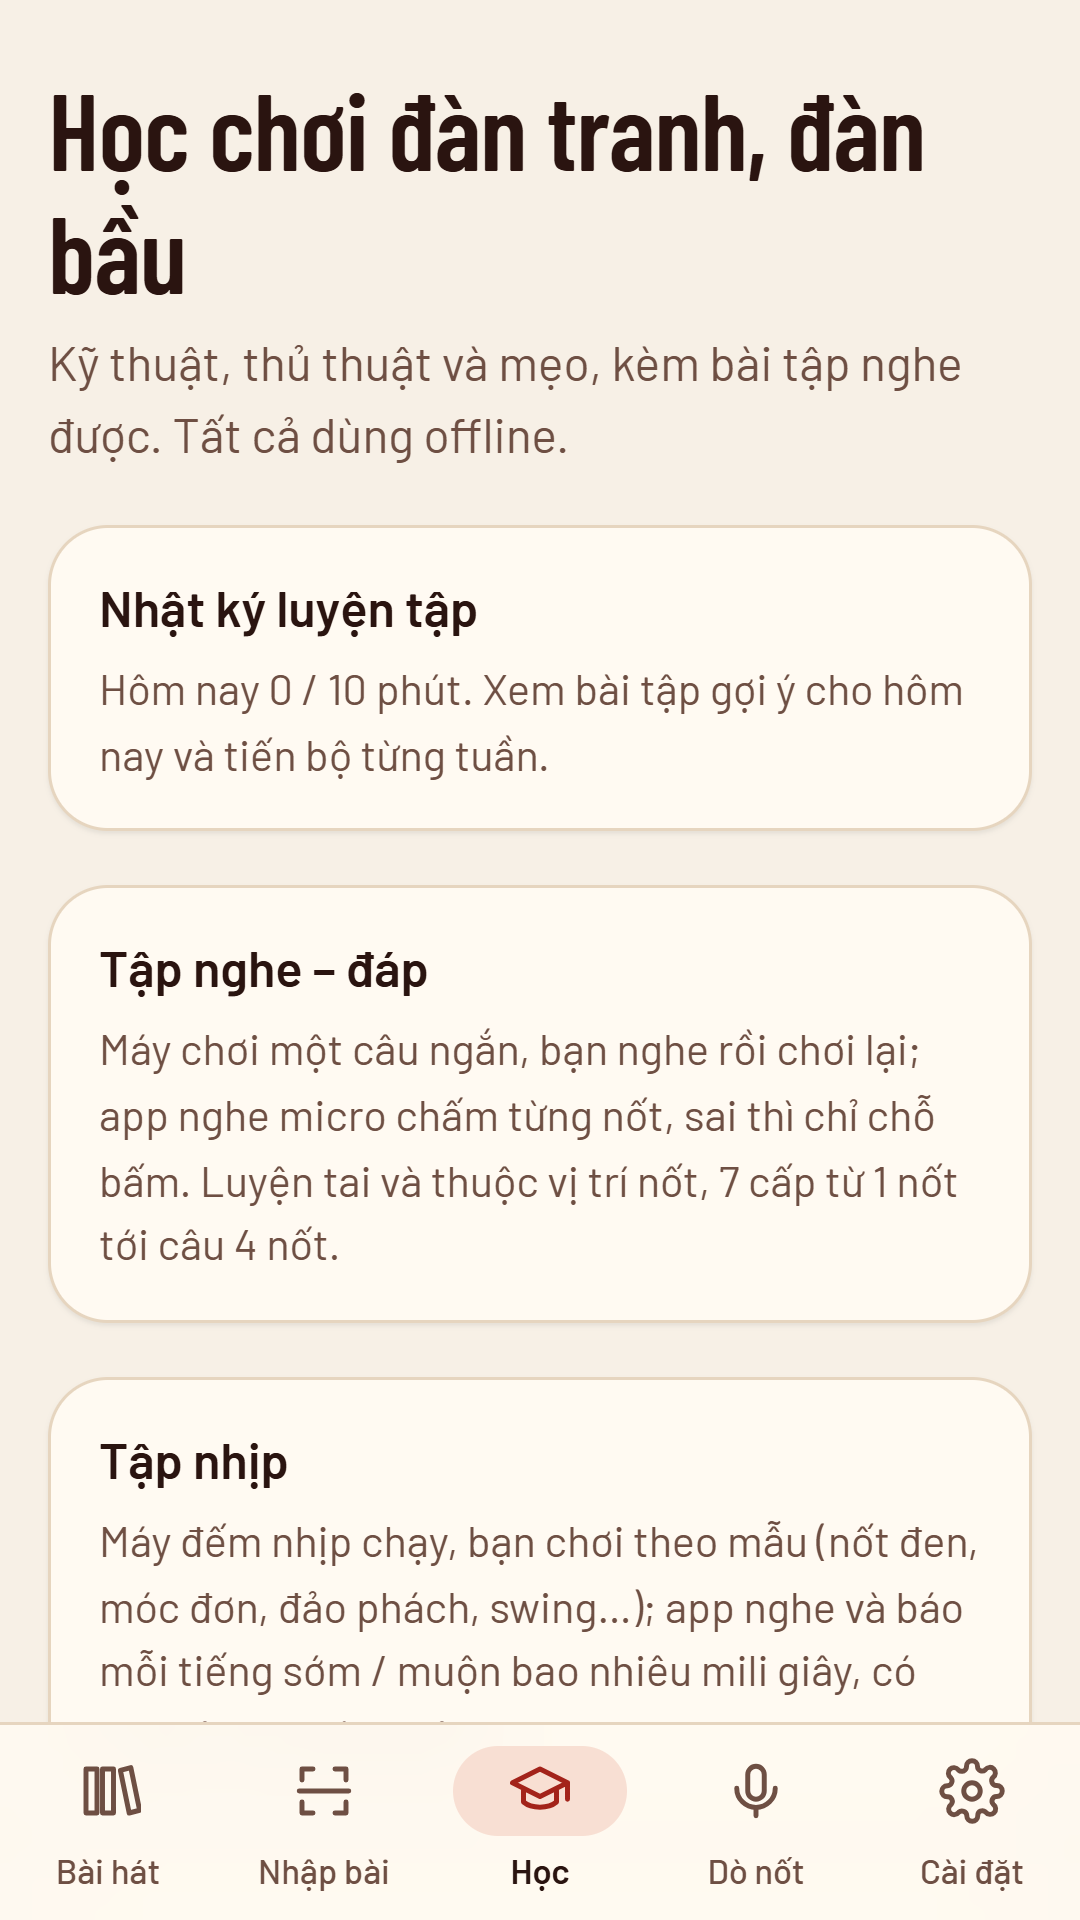 Học chơi đàn tranh, đàn
bầu
Kỹ thuật, thủ thuật và mẹo, kèm bài tập nghe
được. Tất cả dùng offline.
Nhật ký luyện tập
Hôm nay 0 / 10 phút. Xem bài tập gợi ý cho hôm
nay và tiến bộ từng tuần.
Tập nghe – đáp
Máy chơi một câu ngắn, bạn nghe rồi chơi lại;
app nghe micro chấm từng nốt, sai thì chỉ chỗ
bấm. Luyện tai và thuộc vị trí nốt, 7 cấp từ 1 nốt
tới câu 4 nốt.
Tập nhịp
Máy đếm nhịp chạy, bạn chơi theo mẫu (nốt đen,
móc đơn, đảo phách, swing…); app nghe và báo
mỗi tiếng sớm / muộn bao nhiêu mili giây, có
Bài hát
Nhập bài
Học
Dò nốt
Cài đặt